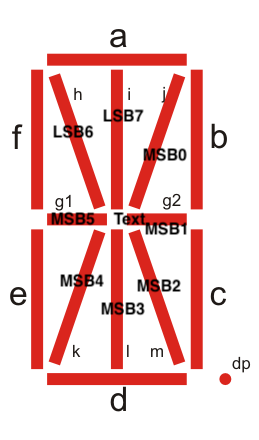 a
h i j
LSB7
f LSB6 b
MSB0
g1 g2
MSB5 Text MSB1
e MSB4 MSB2 c
MSB3
k l m
dp
d